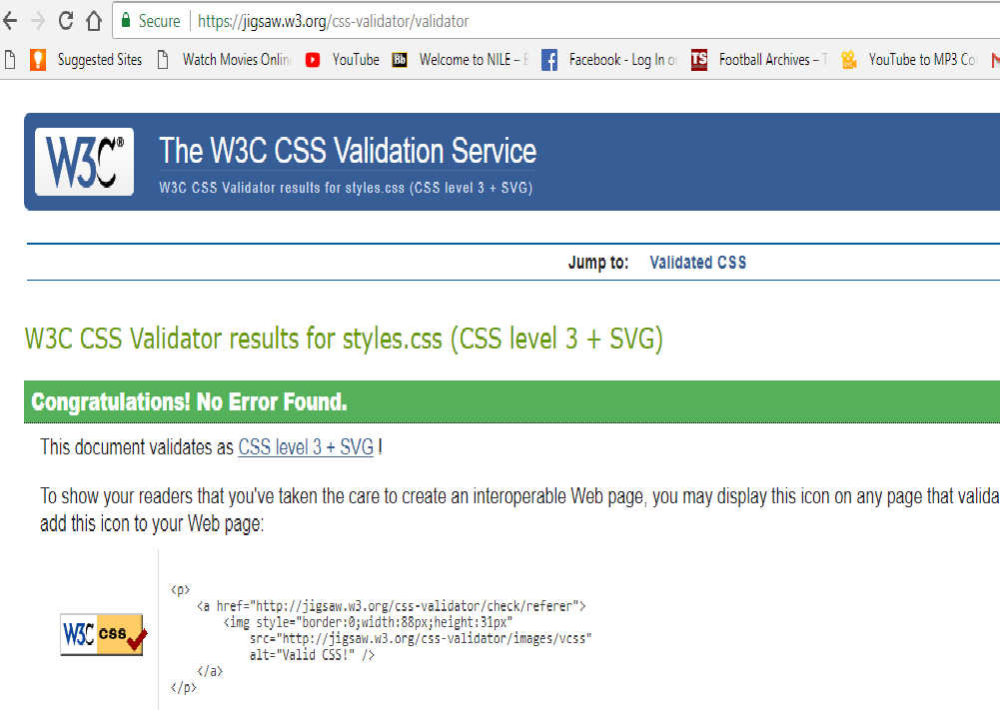 Secure https://jigsaw.w3.org/css-validator/validator
Suggested Sites Watch Movies Onlin YouTube Bb Welcome to NILE – Facebook - Log In or TS Football Archives – YouTube to MP3 Co
W3C®
The W3C CSS Validation Service
W3C CSS Validator results for styles.css (CSS level 3 + SVG)
Jump to: Validated CSS
W3C CSS Validator results for styles.css (CSS level 3 + SVG)
Congratulations! No Error Found.
This document validates as CSS level 3 + SVG !
To show your readers that you've taken the care to create an interoperable Web page, you may display this icon on any page that valida
add this icon to your Web page:
<p>
<a href="http://jigsaw.w3.org/css-validator/check/referer">
<img style="border:0;width:88px;height:31px"
src="http://jigsaw.w3.org/css-validator/images/vcss"
alt="Valid CSS!" />
</a>
</p>
W3C css